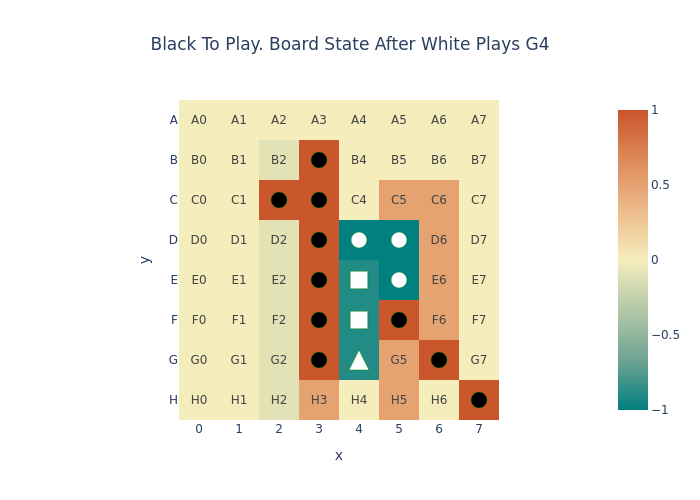 Black To Play. Board State After White Plays G4
A A0 A1 A2 A3 A4 A5 A6 A7
B B0 B1 B2 B4 B5 B6 B7
C C0 C1 C4 C5 C6 C7
D D0 D1 D2 D6 D7
E E0 E1 E2 E6 E7
F F0 F1 F2 F6 F7
G G0 G1 G2 G5 G7
H H0 H1 H2 H3 H4 H5 H6
0 1 2 3 4 5 6 7
x
y
1
0.5
0
−0.5
−1